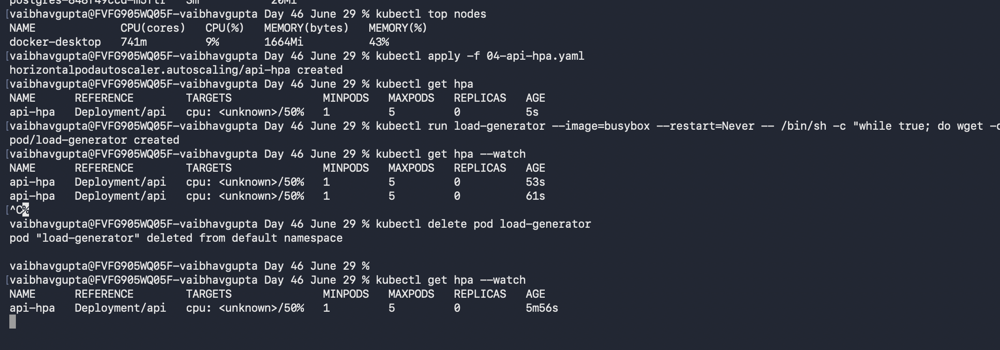 postgres-848f49ccd-m5ftr   3m           20Mi
[vaibhavgupta@FVFG905WQ05F-vaibhavgupta Day 46 June 29 % kubectl top nodes
NAME             CPU(cores)   CPU(%)   MEMORY(bytes)   MEMORY(%)
docker-desktop   741m         9%       1664Mi          43%
[vaibhavgupta@FVFG905WQ05F-vaibhavgupta Day 46 June 29 % kubectl apply -f 04-api-hpa.yaml
horizontalpodautoscaler.autoscaling/api-hpa created
[vaibhavgupta@FVFG905WQ05F-vaibhavgupta Day 46 June 29 % kubectl get hpa
NAME      REFERENCE        TARGETS              MINPODS   MAXPODS   REPLICAS   AGE
api-hpa   Deployment/api   cpu: <unknown>/50%   1         5         0          5s
[vaibhavgupta@FVFG905WQ05F-vaibhavgupta Day 46 June 29 % kubectl run load-generator --image=busybox --restart=Never -- /bin/sh -c "while true; do wget -q
pod/load-generator created
[vaibhavgupta@FVFG905WQ05F-vaibhavgupta Day 46 June 29 % kubectl get hpa --watch
NAME      REFERENCE        TARGETS              MINPODS   MAXPODS   REPLICAS   AGE
api-hpa   Deployment/api   cpu: <unknown>/50%   1         5         0          53s
api-hpa   Deployment/api   cpu: <unknown>/50%   1         5         0          61s
[^C%
vaibhavgupta@FVFG905WQ05F-vaibhavgupta Day 46 June 29 % kubectl delete pod load-generator
pod "load-generator" deleted from default namespace
vaibhavgupta@FVFG905WQ05F-vaibhavgupta Day 46 June 29 %
[vaibhavgupta@FVFG905WQ05F-vaibhavgupta Day 46 June 29 % kubectl get hpa --watch
NAME      REFERENCE        TARGETS              MINPODS   MAXPODS   REPLICAS   AGE
api-hpa   Deployment/api   cpu: <unknown>/50%   1         5         0          5m56s